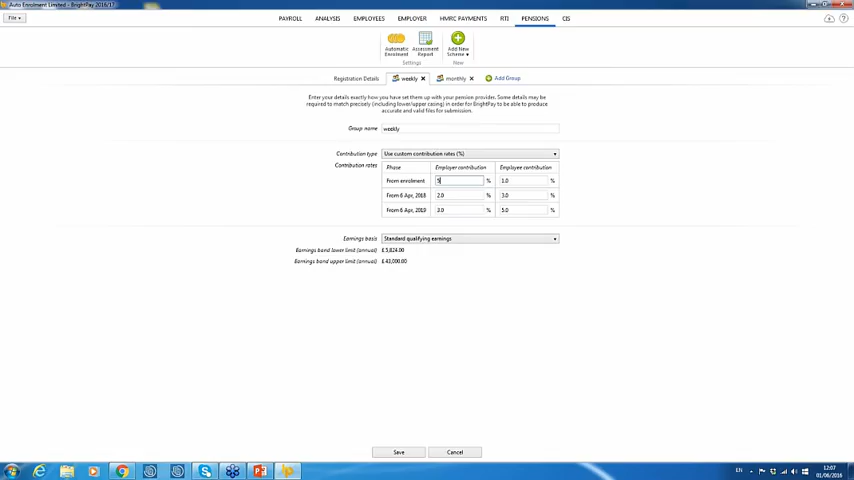 Auto Enrolment Limited - BrightPay 2016/17
File
PAYROLL ANALYSIS EMPLOYEES EMPLOYER HMRC PAYMENTS RTI PENSIONS CIS
Automatic Enrolment
Assessment Report
Add New Scheme
Settings New
Registration Details weekly monthly Add Group
Enter your details exactly how you have set them up with your pension provider. Some details may be
required to match precisely (including lower/upper casing) in order for BrightPay to be able to produce
accurate and valid files for submission.
Group name weekly
Contribution type Use custom contribution rates (%)
Contribution rates Phase Employer contribution Employee contribution
From enrolment 5 % 1.0 %
From 6 Apr, 2018 2.0 % 3.0 %
From 6 Apr, 2019 3.0 % 5.0 %
Earnings basis Standard qualifying earnings
Earnings band lower limit (annual) £ 5,824.00
Earnings band upper limit (annual) £ 43,000.00
Save Cancel
EN 12:07
01/06/2016